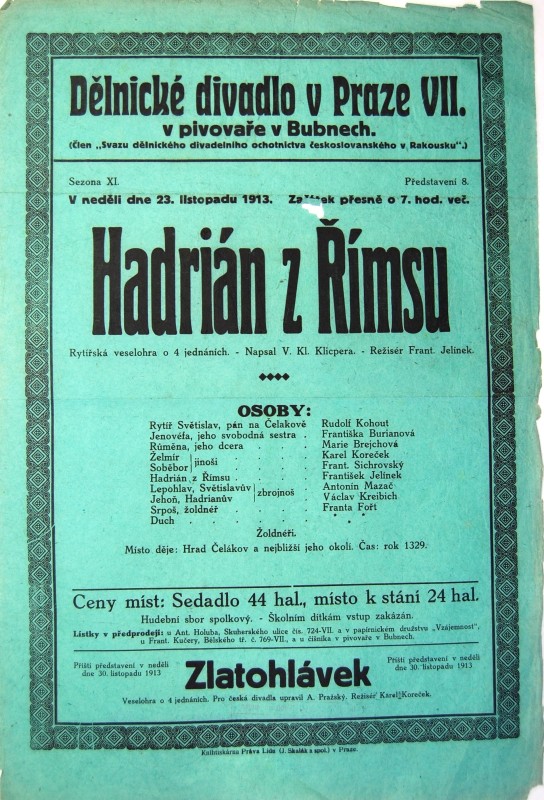 Dělnické divadlo v Praze VII.
v pivovaře v Bubnech.
(Člen „Svazu dělnického divadelního ochotnictva českoslovanského v Rakousku“.)
Sezona XI. Představení 8.
V neděli dne 23. listopadu 1913. přesně o 7. hod. več.
Hadrián z Římsu
Rytířská veselohra o 4 jednáních. - Napsal V. Kl. Klicpera. - Režisér Frant. Jelínek.
OSOBY:
Rytíř Světislav, pán na Čelakově Rudolf Kohout
Jenovéfa, jeho svobodná sestra . Františka Burianová
Růměna, jeho dcera . . . Marie Brejchová
Želmír . . . . Karel Koreček
jinoši
Soběbor . . . . Frant. Sichrovský
Hadrián z Římsu . . . . František Jelínek
Lepohlav, Světislavův Antonín Mazač
zbrojnoš
Jehoň, Hadrianův Václav Kreibich
Srpoš, žoldnéř . . . . Franta Fořt
Duch . . . . . * * *
Žoldnéři.
Místo děje: Hrad Čelákov a nejbližší jeho okolí. Čas: rok 1329.
Ceny míst: Sedadlo 44 hal., místo k stání 24 hal.
Hudební sbor spolkový. - Školním dítkám vstup zakázán.
Lístky v předprodeji: u Ant. Holuba, Skuherského ulice čís. 724-VII. a v papírnickém družstvu „Vzájemnost“,
u Frant. Kučery, Bělského tř. č. 769-VII., a u číšníka v pivovaře v Bubnech.
Příští představení v neděli
dne 30. listopadu 1913
Zlatohlávek
Příští představení v neděli
dne 30. listopadu 1913
Veselohra o 4 jednáních. Pro česká divadla upravil A. Pražský. Režisér Karel Koreček.
Knihtiskárna Práva Lidu (J. Skalák a spol.) v Praze.